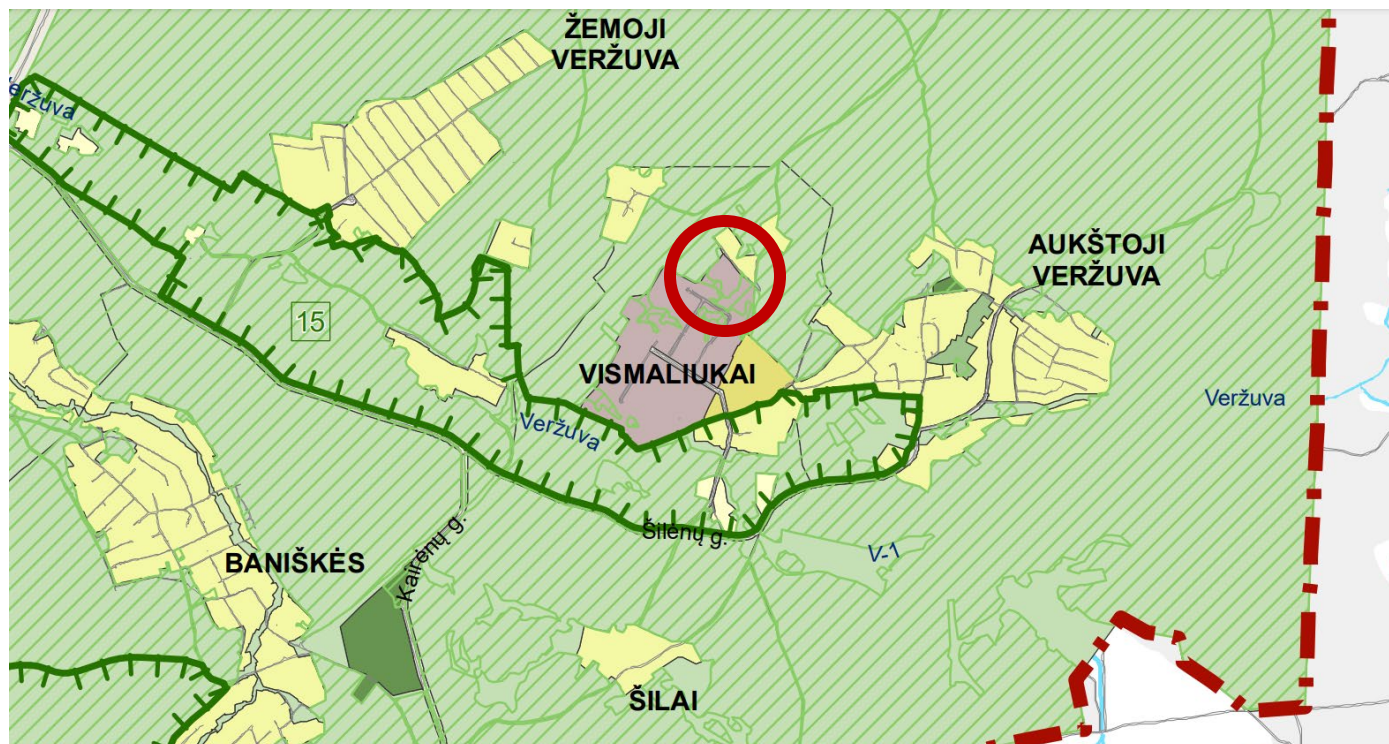 ŽEMOJI
VERŽUVA
Veržuva
AUKŠTOJI
VERŽUVA
15
VISMALIUKAI
Veržuva
Veržuva
Šilėnų g.
V-1
BANIŠKĖS
Kairėnų g.
ŠILAI